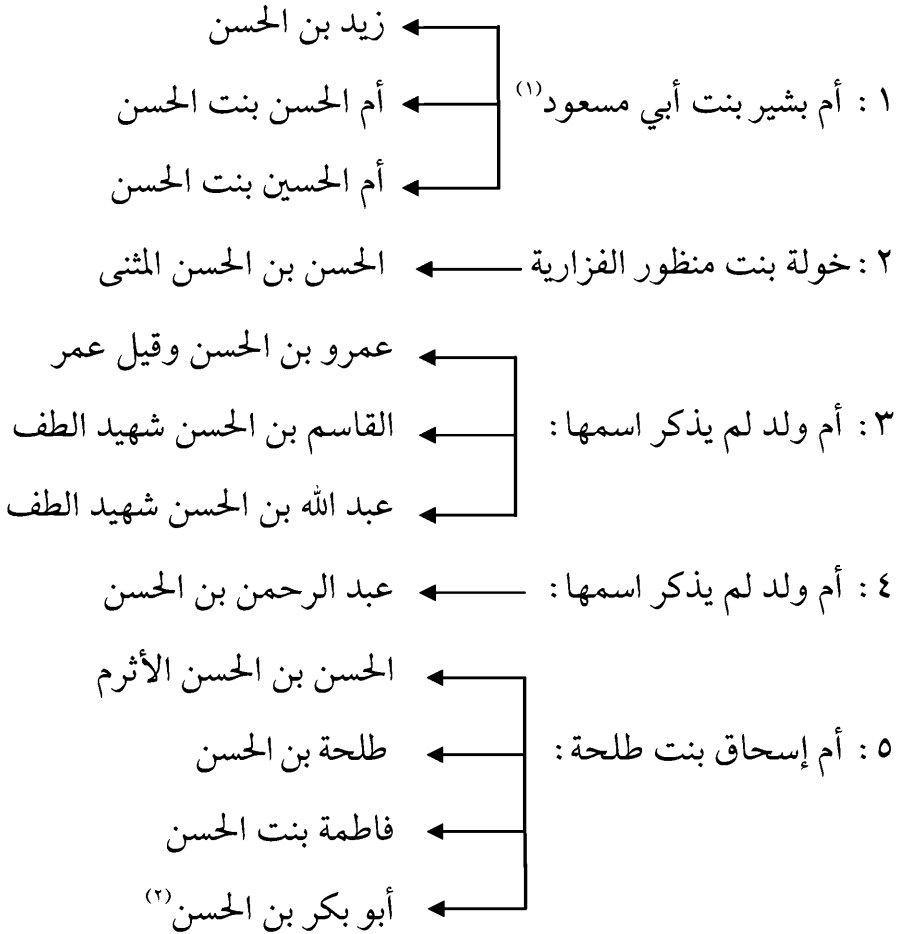 زيد بن الحسن
١ : أم بشير بنت أبي مسعود(١) أم الحسن بنت الحسن
أم الحسين بنت الحسن
٢ : خولة بنت منظور الفزارية الحسن بن الحسن المثنى
عمرو بن الحسن وقيل عمر
٣ : أم ولد لم يذكر اسمها : القاسم بن الحسن شهيد الطف
عبد الله بن الحسن شهيد الطف
٤ : أم ولد لم يذكر اسمها : عبد الرحمن بن الحسن
الحسن بن الحسن الأثرم
٥ : أم إسحاق بنت طلحة : طلحة بن الحسن
فاطمة بنت الحسن
أبو بكر بن الحسن(٢)